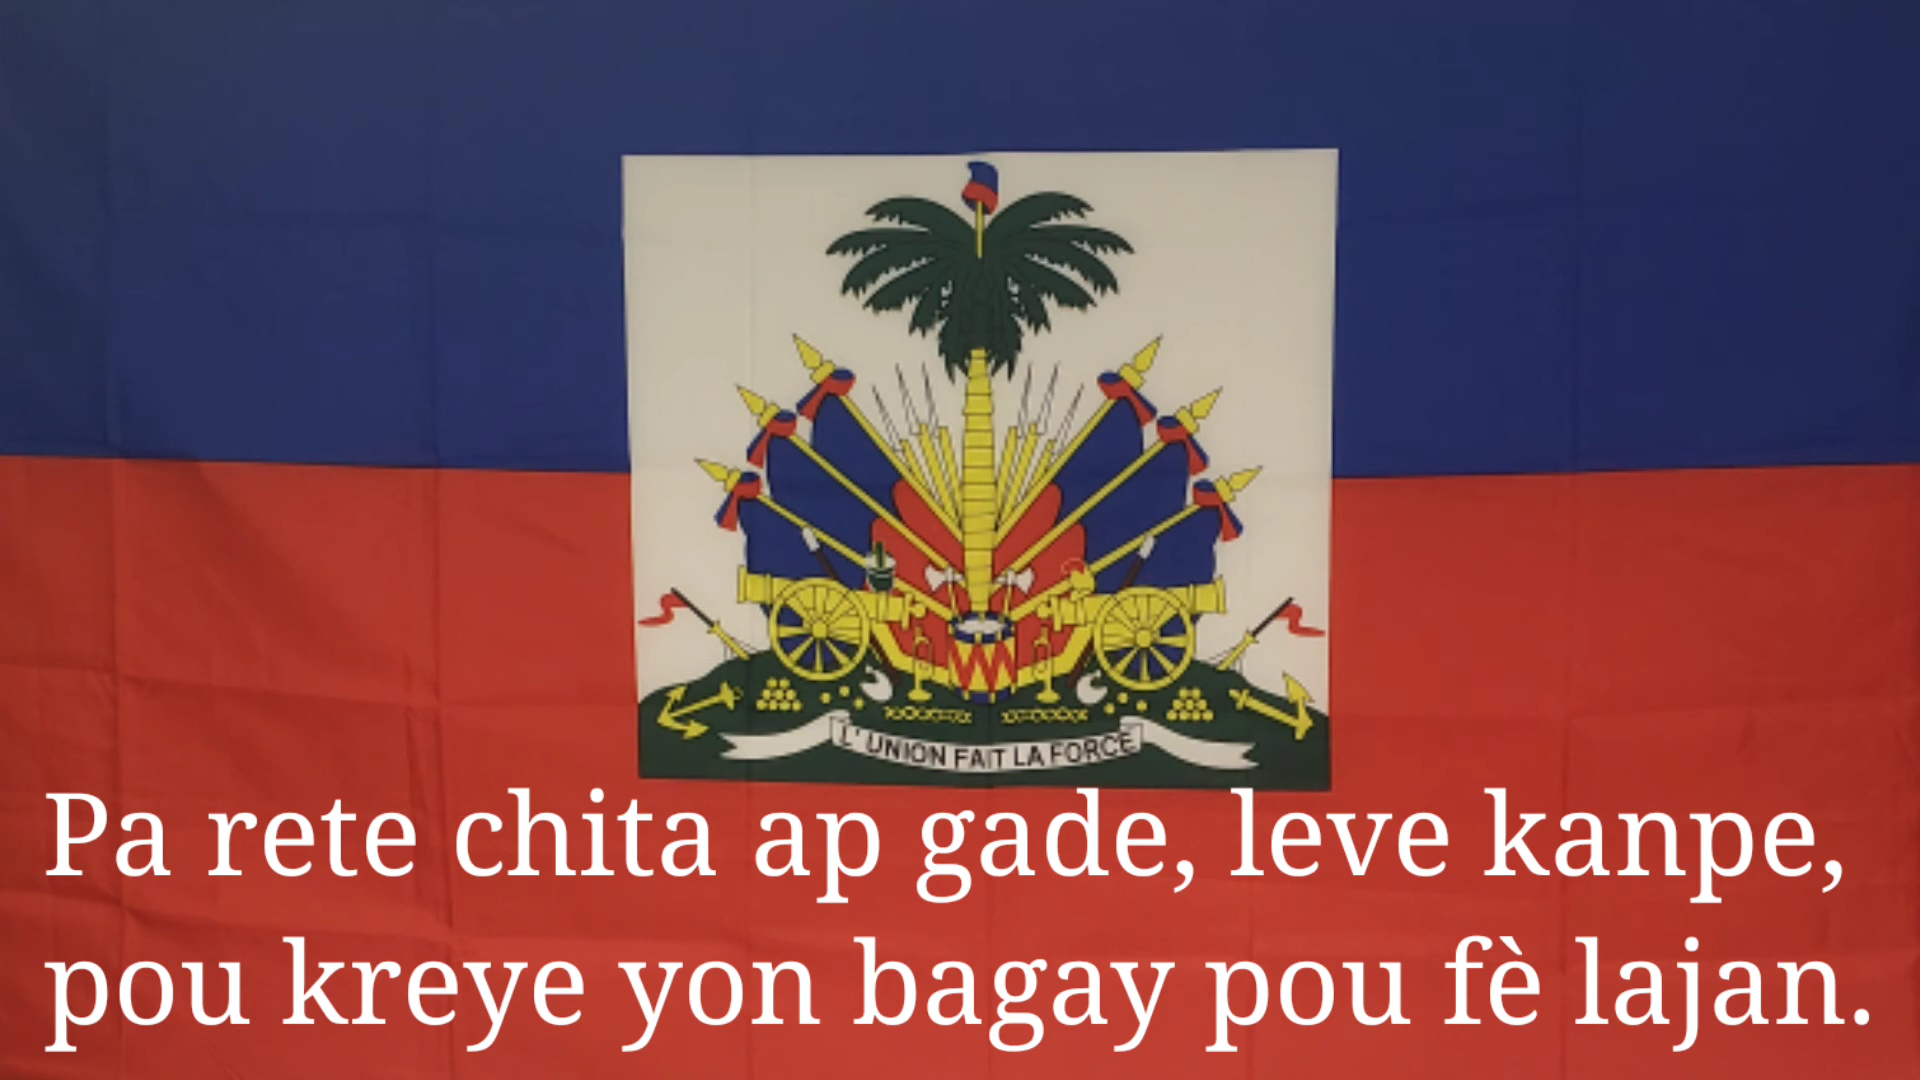 L' UNION FAIT LA FORCE
Pa rete chita ap gade, leve kanpe,
pou kreye yon bagay pou fè lajan.